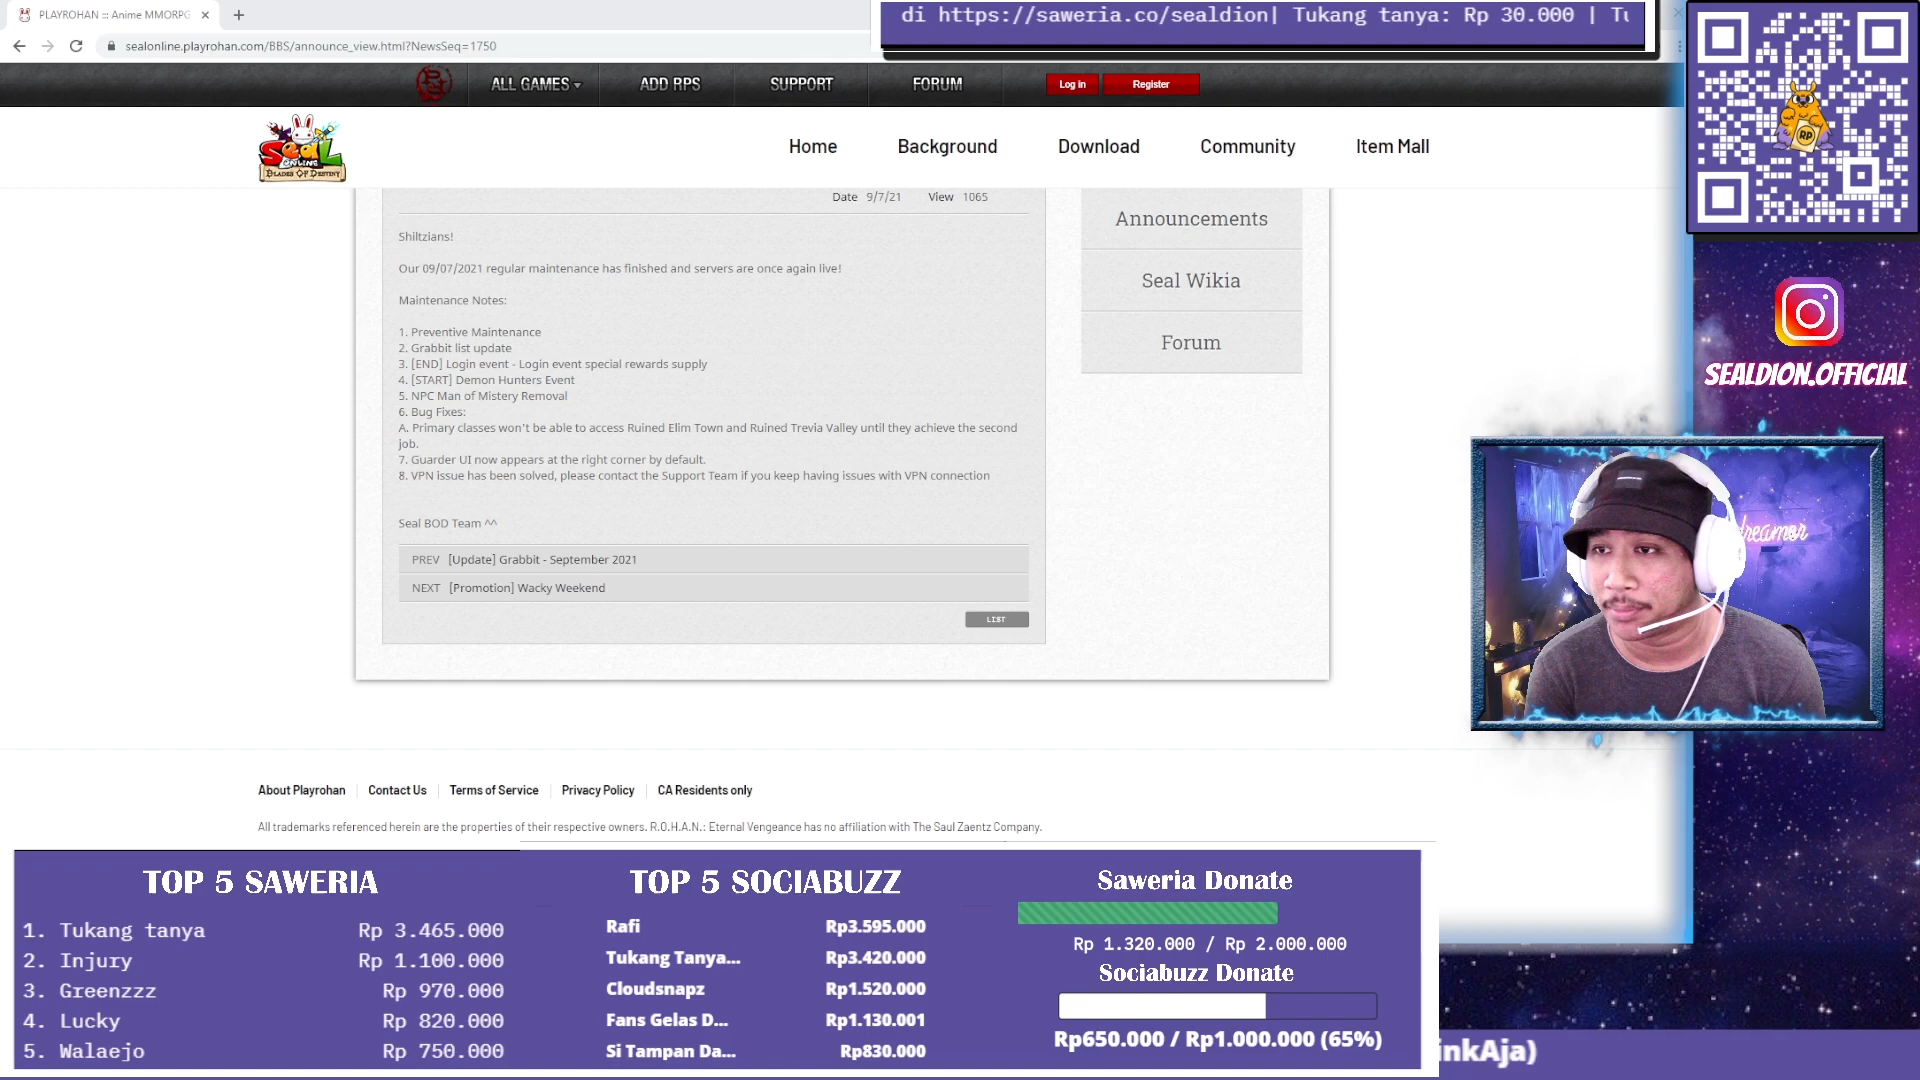 PLAYROHAN ::: Anime MMORPG
di https://saweria.co/sealdion| Tukang tanya: Rp 30.000 |
sealonline.playrohan.com/BBS/announce_view.html?NewsSeq=1750
ALL GAMES ADD RPS SUPPORT FORUM Log in Register
SeaL
ONLINE
BLADES OF DESTINY
Home Background Download Community Item Mall
RP
Date 9/7/21 View 1065
Shiltzians!
Our 09/07/2021 regular maintenance has finished and servers are once again live!
Maintenance Notes:
1. Preventive Maintenance
2. Grabbit list update
3. [END] Login event - Login event special rewards supply
4. [START] Demon Hunters Event
5. NPC Man of Mistery Removal
6. Bug Fixes:
A. Primary classes won't be able to access Ruined Elim Town and Ruined Trevia Valley until they achieve the second
job.
7. Guarder UI now appears at the right corner by default.
8. VPN issue has been solved, please contact the Support Team if you keep having issues with VPN connection
Seal BOD Team ^^
PREV [Update] Grabbit - September 2021
NEXT [Promotion] Wacky Weekend
LIST
Announcements
Seal Wikia
Forum
SEALDION.OFFICIAL
dreamer
About Playrohan Contact Us Terms of Service Privacy Policy CA Residents only
All trademarks referenced herein are the properties of their respective owners. R.O.H.A.N.: Eternal Vengeance has no affiliation with The Saul Zaentz Company.
TOP 5 SAWERIA
1. Tukang tanya Rp 3.465.000
2. Injury Rp 1.100.000
3. Greenzzz Rp 970.000
4. Lucky Rp 820.000
5. Walaejo Rp 750.000
TOP 5 SOCIABUZZ
Rafi Rp3.595.000
Tukang Tanya... Rp3.420.000
Cloudsnapz Rp1.520.000
Fans Gelas D... Rp1.130.001
Si Tampan Da... Rp830.000
Saweria Donate
Rp 1.320.000 / Rp 2.000.000
Sociabuzz Donate
Rp650.000 / Rp1.000.000 (65%)
inkAja)